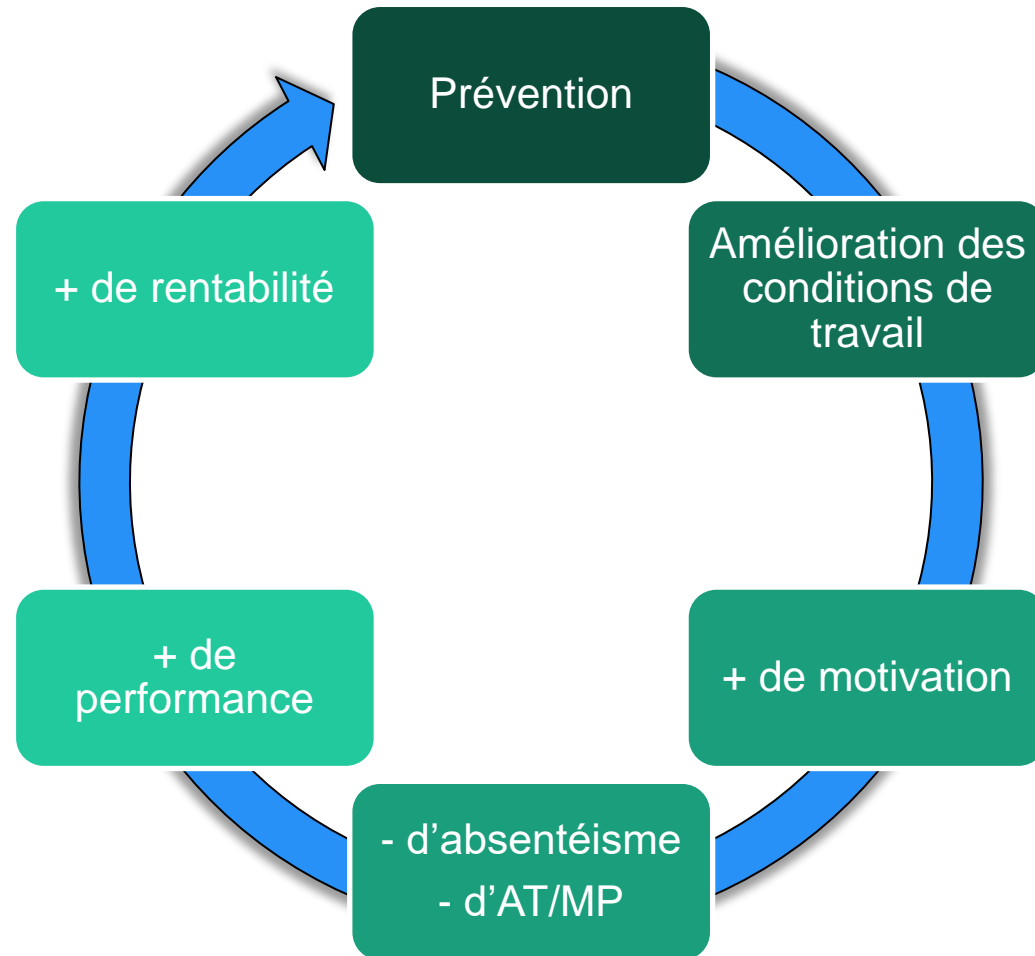 Prévention
Amélioration des
conditions de
travail
+ de motivation
- d’absentéisme
- d’AT/MP
+ de
performance
+ de rentabilité